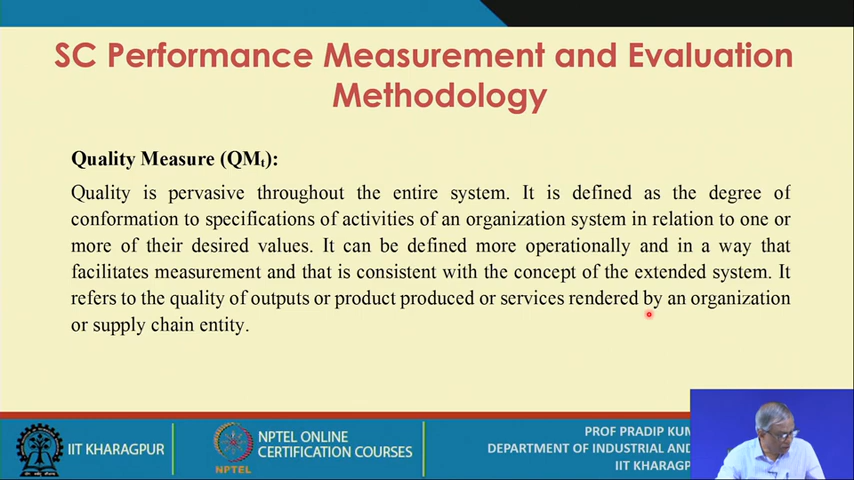 SC Performance Measurement and Evaluation
Methodology
Quality Measure (QMₜ):
Quality is pervasive throughout the entire system. It is defined as the degree of
conformation to specifications of activities of an organization system in relation to one or
more of their desired values. It can be defined more operationally and in a way that
facilitates measurement and that is consistent with the concept of the extended system. It
refers to the quality of outputs or product produced or services rendered by an organization
or supply chain entity.
IIT KHARAGPUR
NPTEL
NPTEL ONLINE
CERTIFICATION COURSES
PROF PRADIP
DEPARTMENT OF INDUSTRIAL
IIT